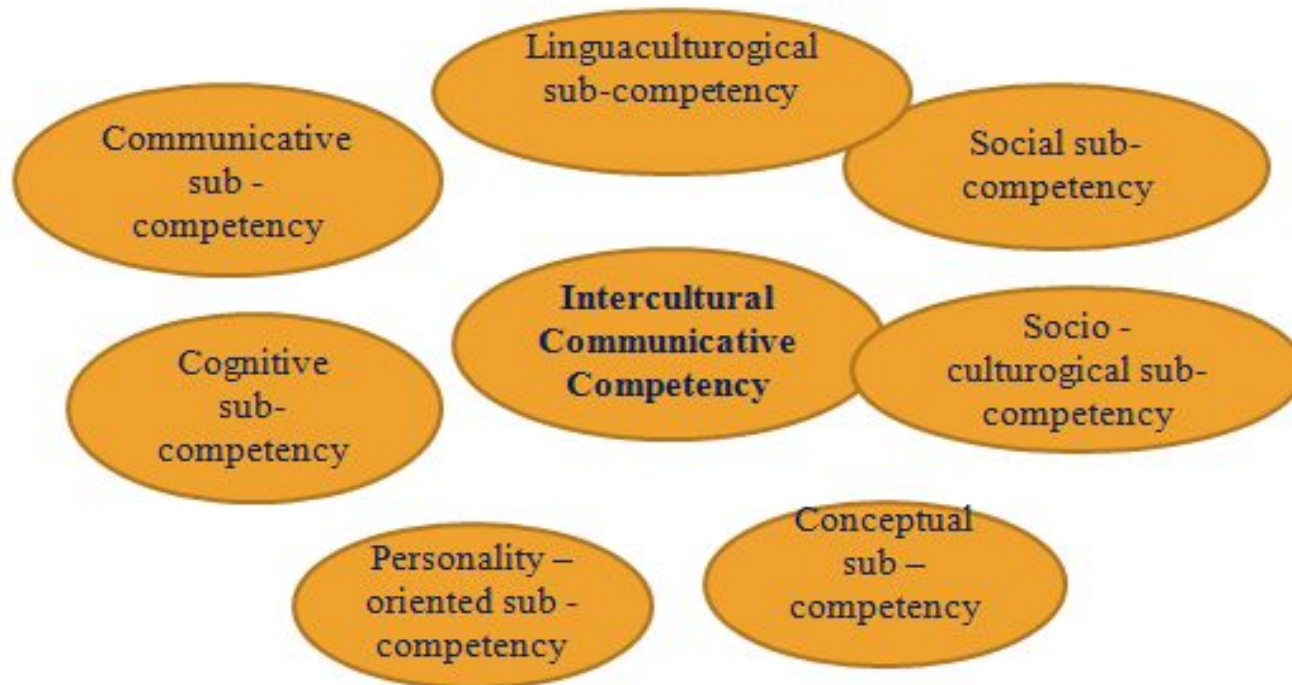 Linguaculturogical
sub-competency
Communicative
sub -
competency
Social sub-
competency
Intercultural
Communicative
Competency
Socio -
culturogical sub-
competency
Cognitive
sub-
competency
Conceptual
sub –
competency
Personality –
oriented sub -
competency